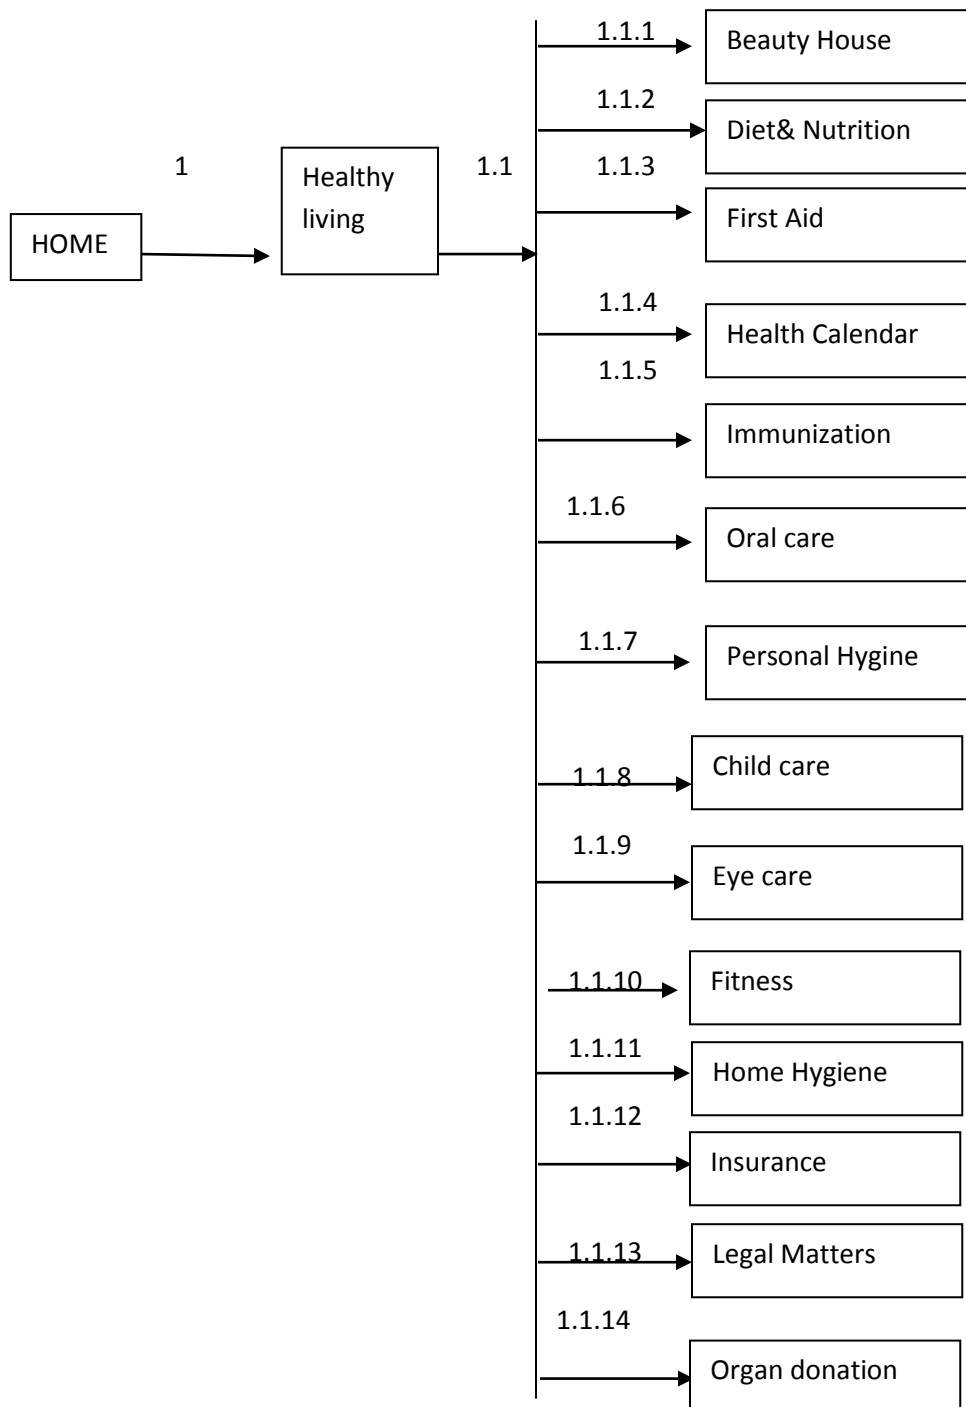 1.1.1
Beauty House
1.1.2
Diet& Nutrition
1
Healthy
living
1.1
1.1.3
First Aid
HOME
1.1.4
Health Calendar
1.1.5
Immunization
1.1.6
Oral care
1.1.7
Personal Hygine
1.1.8
Child care
1.1.9
Eye care
1.1.10
Fitness
1.1.11
Home Hygiene
1.1.12
Insurance
1.1.13
Legal Matters
1.1.14
Organ donation